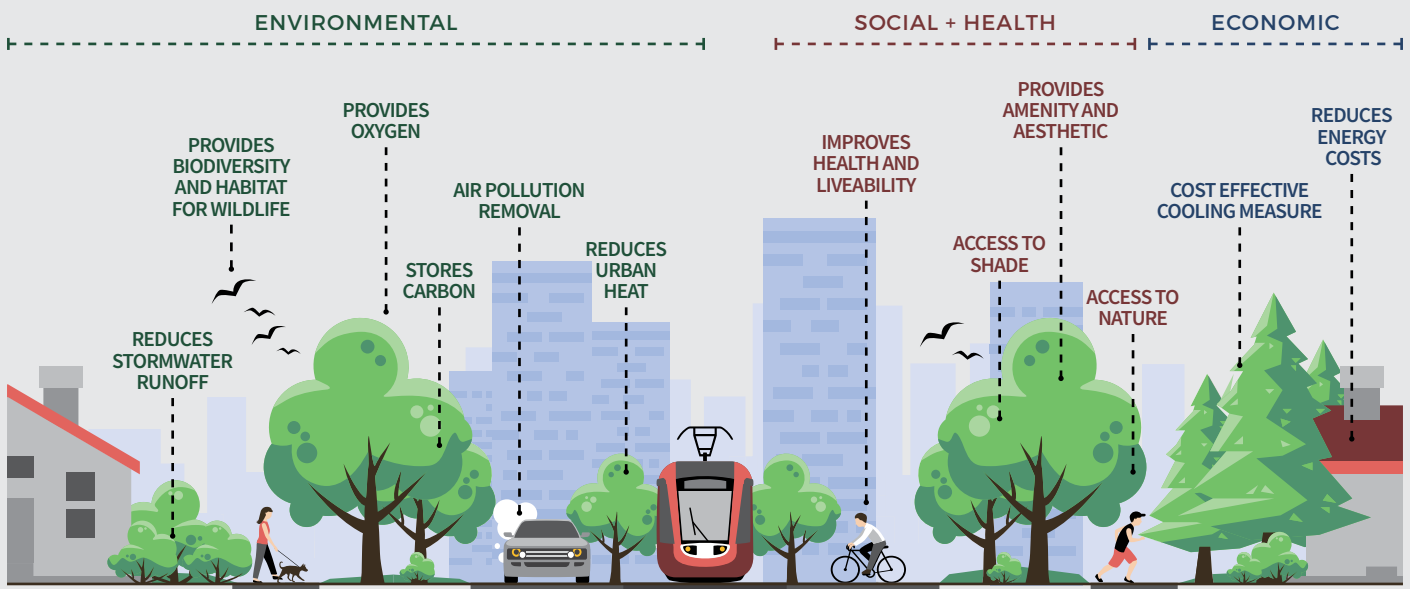 ENVIRONMENTAL
SOCIAL + HEALTH
ECONOMIC
REDUCES
STORMWATER
RUNOFF
PROVIDES
BIODIVERSITY
AND HABITAT
FOR WILDLIFE
PROVIDES
OXYGEN
STORES
CARBON
AIR POLLUTION
REMOVAL
REDUCES
URBAN
HEAT
IMPROVES
HEALTH AND
LIVEABILITY
ACCESS TO
SHADE
PROVIDES
AMENITY AND
AESTHETIC
ACCESS TO
NATURE
COST EFFECTIVE
COOLING MEASURE
REDUCES
ENERGY
COSTS